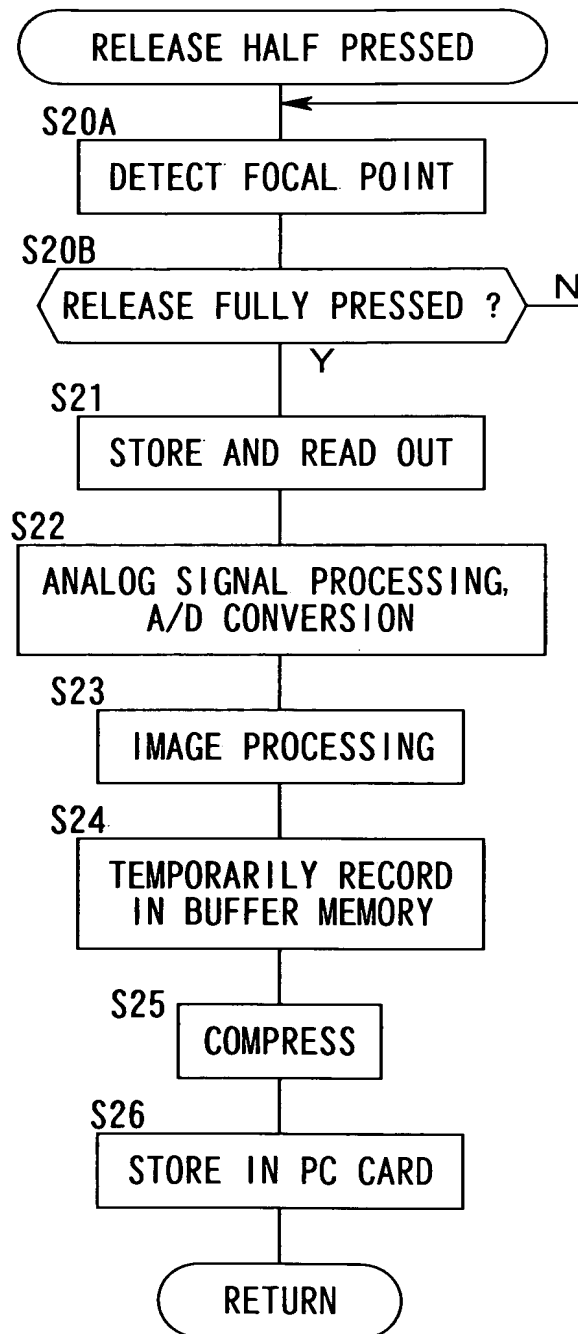 RELEASE HALF PRESSED
S20A
DETECT FOCAL POINT
S20B
RELEASE FULLY PRESSED ?
N
Y
S21
STORE AND READ OUT
S22
ANALOG SIGNAL PROCESSING,
A/D CONVERSION
S23
IMAGE PROCESSING
S24
TEMPORARILY RECORD
IN BUFFER MEMORY
S25
COMPRESS
S26
STORE IN PC CARD
RETURN